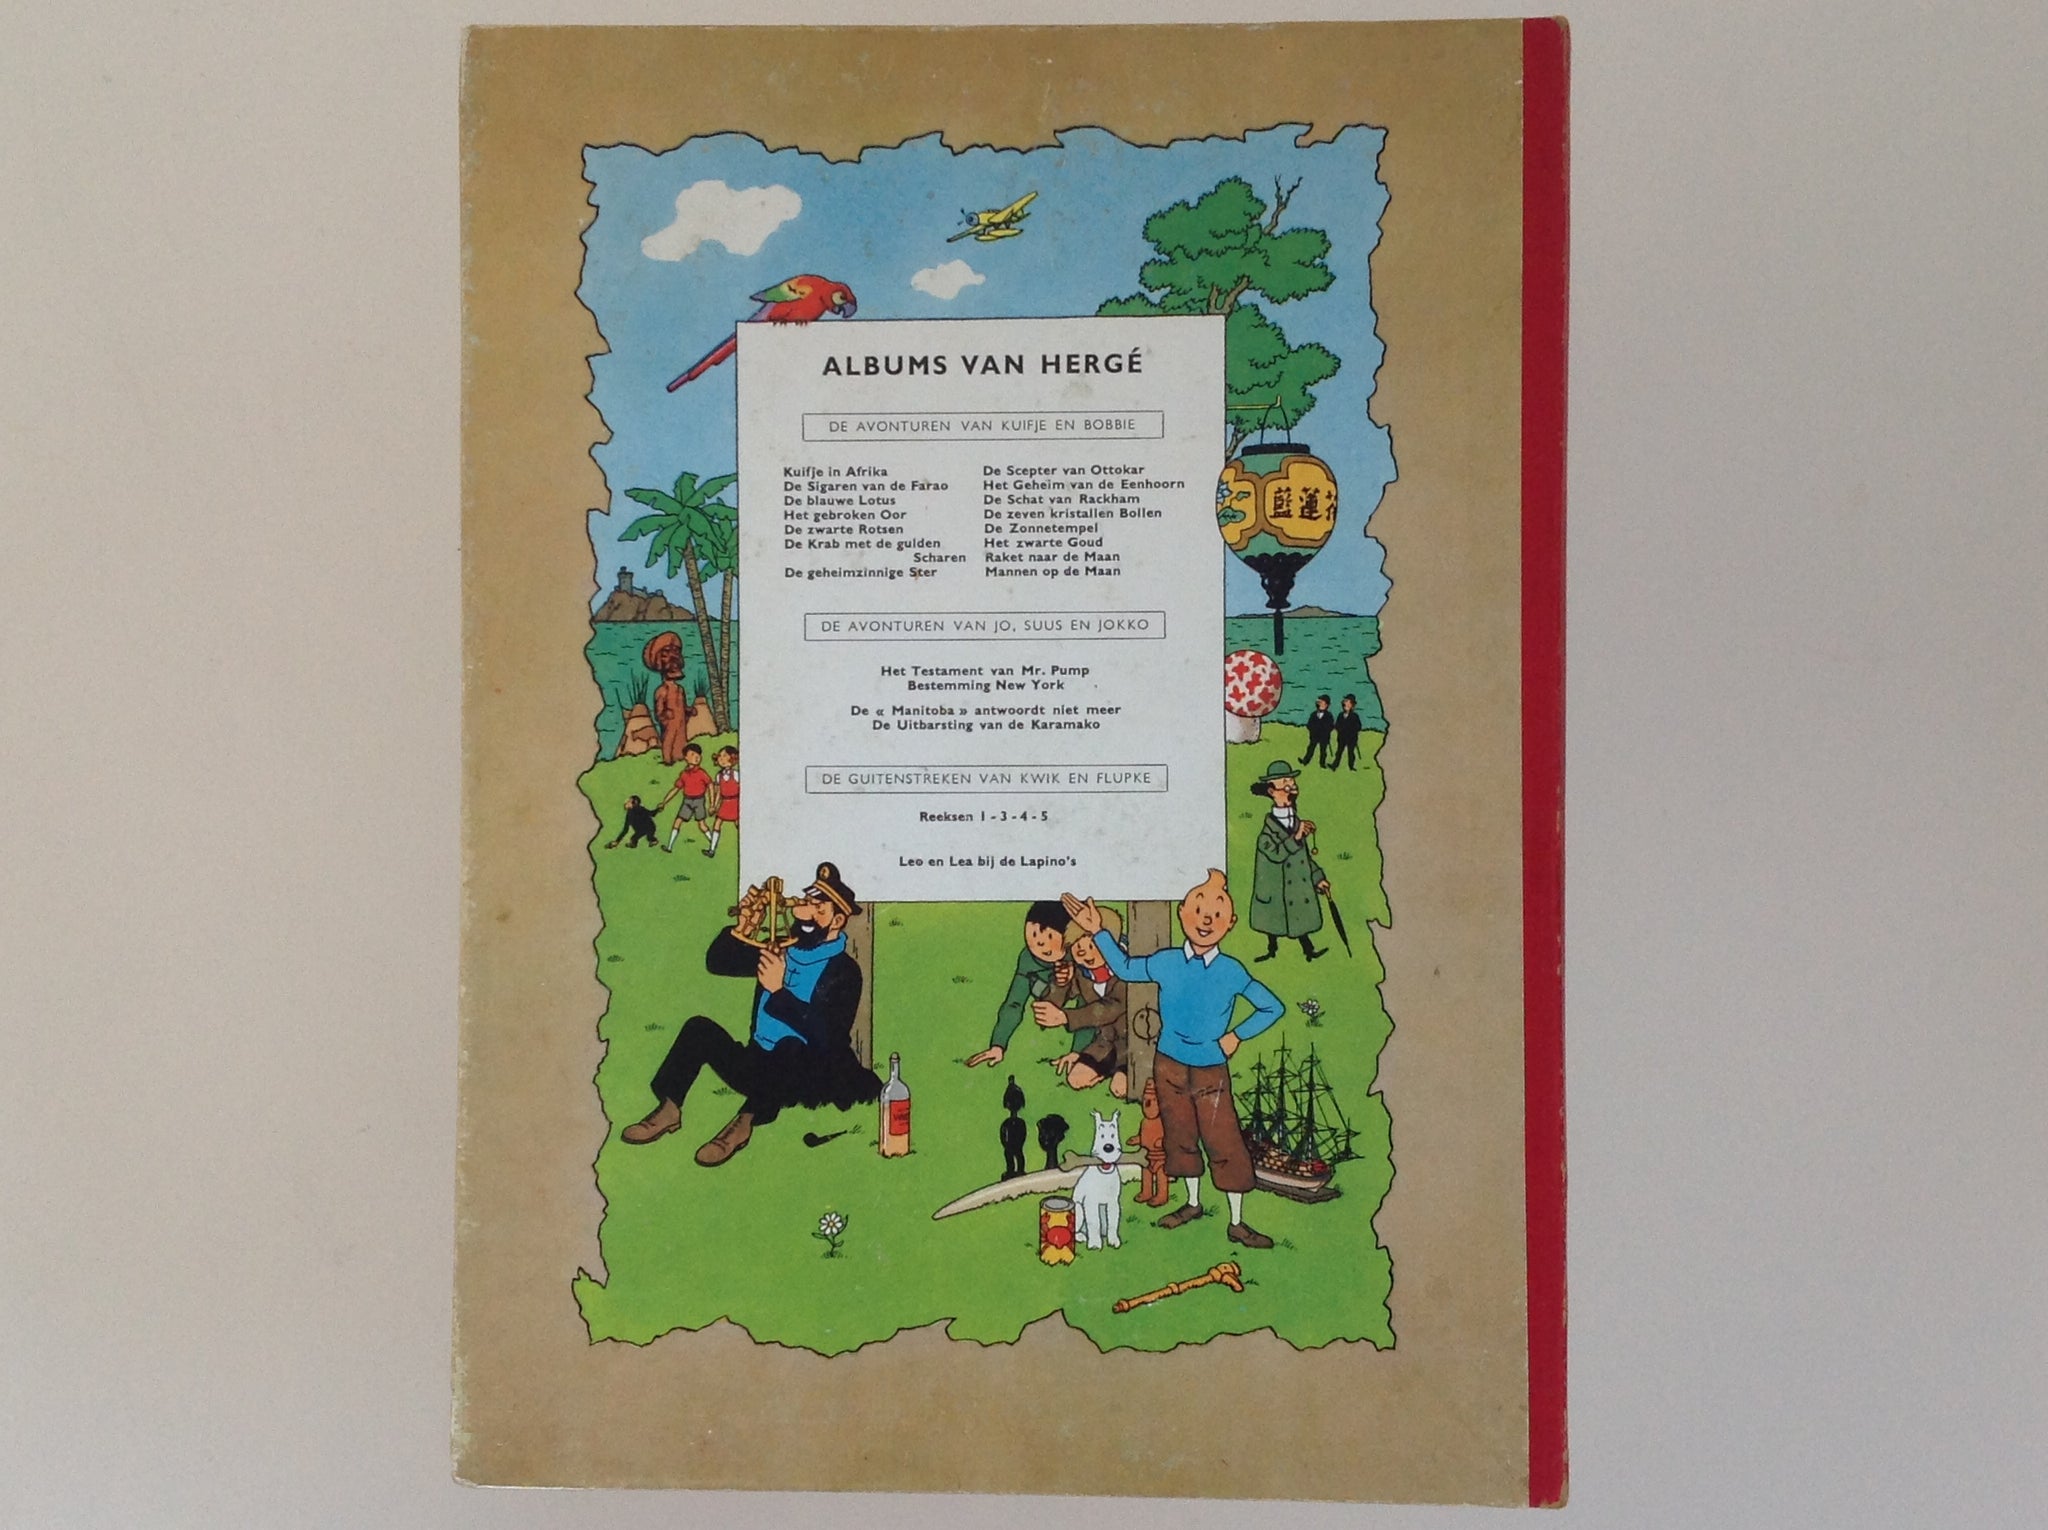 ALBUMS VAN HERGÉ
DE AVONTUREN VAN KUIFJE EN BOBBIE
Kuifje in Afrika
De Sigaren van de Farao
De blauwe Lotus
Het gebroken Oor
De zwarte Rotsen
De Krab met de gulden
Scharen
De geheimzinnige Ster
De Scepter van Ottokar
Het Geheim van de Eenhoorn
De Schat van Rackham
De zeven kristallen Bollen
De Zonnetempel
Het zwarte Goud
Raket naar de Maan
Mannen op de Maan
DE AVONTUREN VAN JO, SUUS EN JOKKO
Het Testament van Mr. Pump
Bestemming New York
De « Manitoba » antwoordt niet meer
De Uitbarsting van de Karamako
DE GUITENSTREKEN VAN KWIK EN FLUPKE
Reeksen 1 - 3 - 4 - 5
Leo en Lea bij de Lapino's
藍蓮